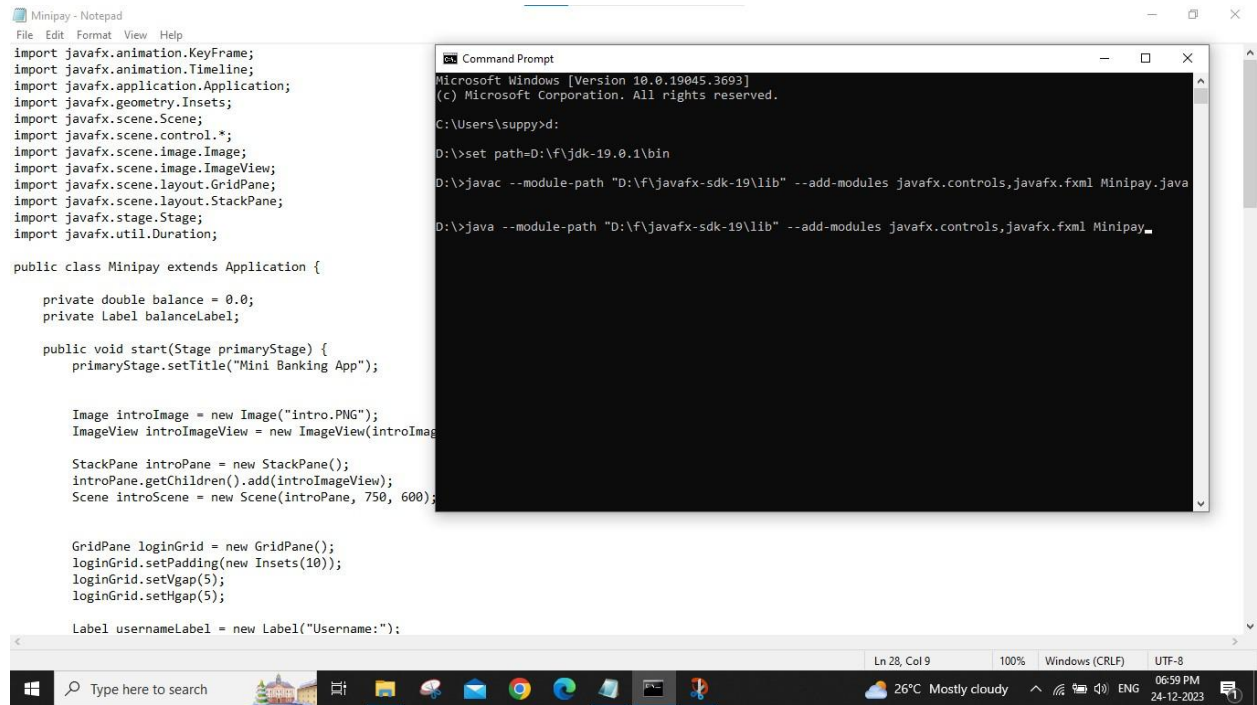 Minipay - Notepad
File Edit Format View Help
import javafx.animation.KeyFrame;
import javafx.animation.Timeline;
import javafx.application.Application;
import javafx.geometry.Insets;
import javafx.scene.Scene;
import javafx.scene.control.*;
import javafx.scene.image.Image;
import javafx.scene.image.ImageView;
import javafx.scene.layout.GridPane;
import javafx.scene.layout.StackPane;
import javafx.stage.Stage;
import javafx.util.Duration;
public class Minipay extends Application {
private double balance = 0.0;
private Label balanceLabel;
public void start(Stage primaryStage) {
primaryStage.setTitle("Mini Banking App");
Image introImage = new Image("intro.PNG");
ImageView introImageView = new ImageView(introImag
StackPane introPane = new StackPane();
introPane.getChildren().add(introImageView);
Scene introScene = new Scene(introPane, 750, 600);
GridPane loginGrid = new GridPane();
loginGrid.setPadding(new Insets(10));
loginGrid.setVgap(5);
loginGrid.setHgap(5);
Label usernameLabel = new Label("Username:");
Command Prompt
Microsoft Windows [Version 10.0.19045.3693]
(c) Microsoft Corporation. All rights reserved.
C:\Users\suppy>d:
D:\>set path=D:\f\jdk-19.0.1\bin
D:\>javac --module-path "D:\f\javafx-sdk-19\lib" --add-modules javafx.controls,javafx.fxml Minipay.java
D:\>java --module-path "D:\f\javafx-sdk-19\lib" --add-modules javafx.controls,javafx.fxml Minipay
Ln 28, Col 9 100% Windows (CRLF) UTF-8
Type here to search 26°C Mostly cloudy ENG 06:59 PM
24-12-2023